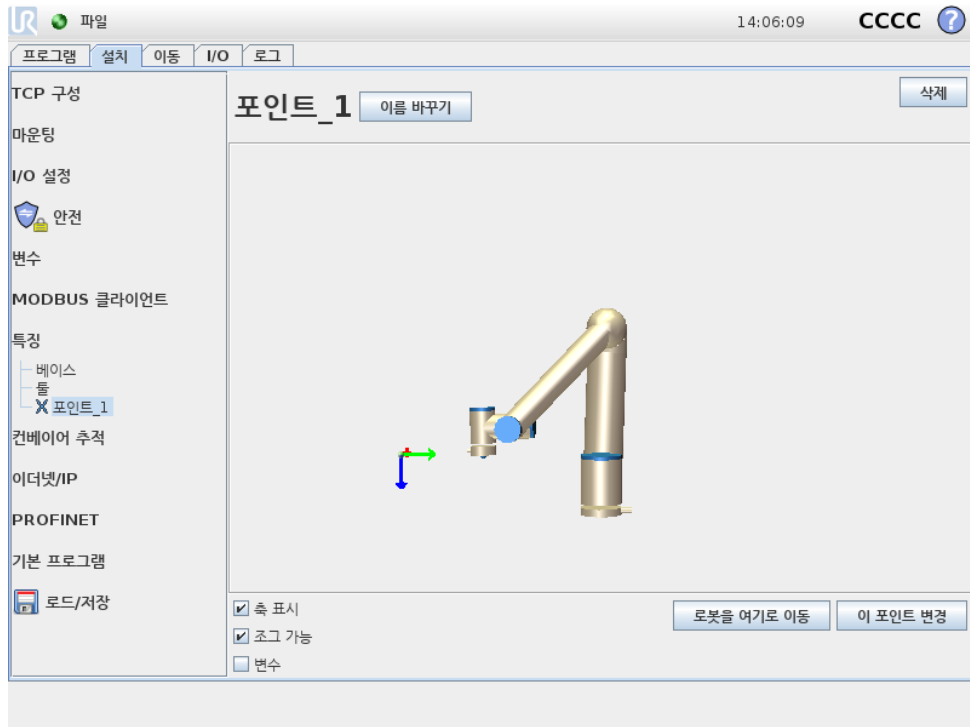 UR 파일 14:06:09 CCCC ?
프로그램 설치 이동 I/O 로그
TCP 구성
마운팅
I/O 설정
안전
변수
MODBUS 클라이언트
특징
베이스
툴
포인트_1
컨베이어 추적
이더넷/IP
PROFINET
기본 프로그램
로드/저장
포인트_1 이름 바꾸기 삭제
축 표시
조그 가능
변수
로봇을 여기로 이동 이 포인트 변경